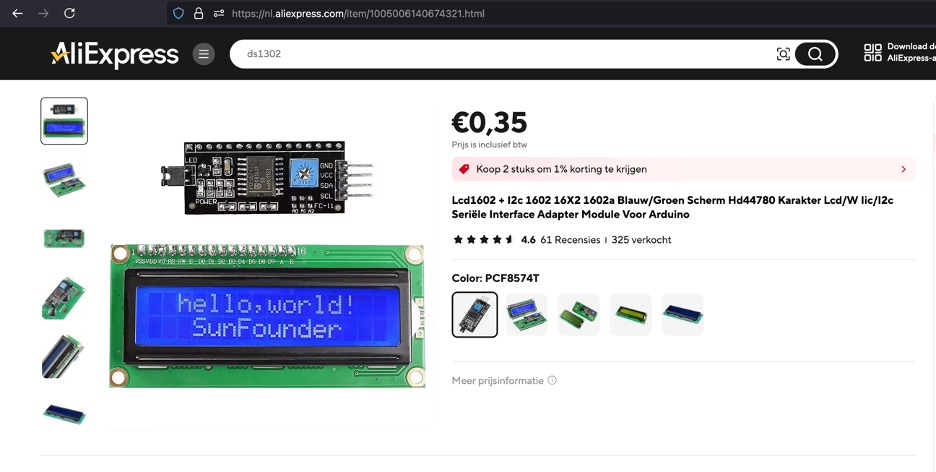 https://nl.aliexpress.com/item/1005006140674321.html
AliExpress
ds1302
Download de
AliExpress-a
€0,35
Prijs is inclusief btw
Koop 2 stuks om 1% korting te krijgen
Lcd1602 + I2c 1602 16X2 1602a Blauw/Groen Scherm Hd44780 Karakter Lcd/W Iic/I2c
Seriële Interface Adapter Module Voor Arduino
4.6 61 Recensies | 325 verkocht
Color: PCF8574T
Meer prijsinformatie
LED
POWER
GND
VCC
SDA
SCL
A0 A1 A2
FC-11
1
16
VSS VDD V0 RS RW E D0 D1 D2 D3 D4 D5 D6 D7 A K
hello,world!
SunFounder